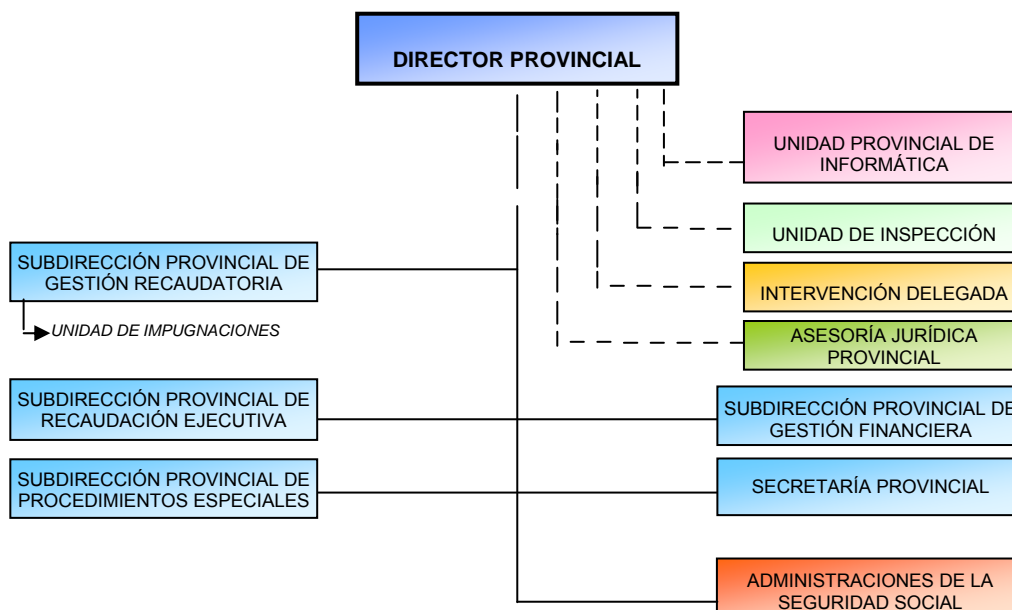 DIRECTOR PROVINCIAL
UNIDAD PROVINCIAL DE
INFORMÁTICA
UNIDAD DE INSPECCIÓN
SUBDIRECCIÓN PROVINCIAL DE
GESTIÓN RECAUDATORIA
INTERVENCIÓN DELEGADA
UNIDAD DE IMPUGNACIONES
ASESORÍA JURÍDICA
PROVINCIAL
SUBDIRECCIÓN PROVINCIAL DE
RECAUDACIÓN EJECUTIVA
SUBDIRECCIÓN PROVINCIAL DE
GESTIÓN FINANCIERA
SUBDIRECCIÓN PROVINCIAL DE
PROCEDIMIENTOS ESPECIALES
SECRETARÍA PROVINCIAL
ADMINISTRACIONES DE LA
SEGURIDAD SOCIAL